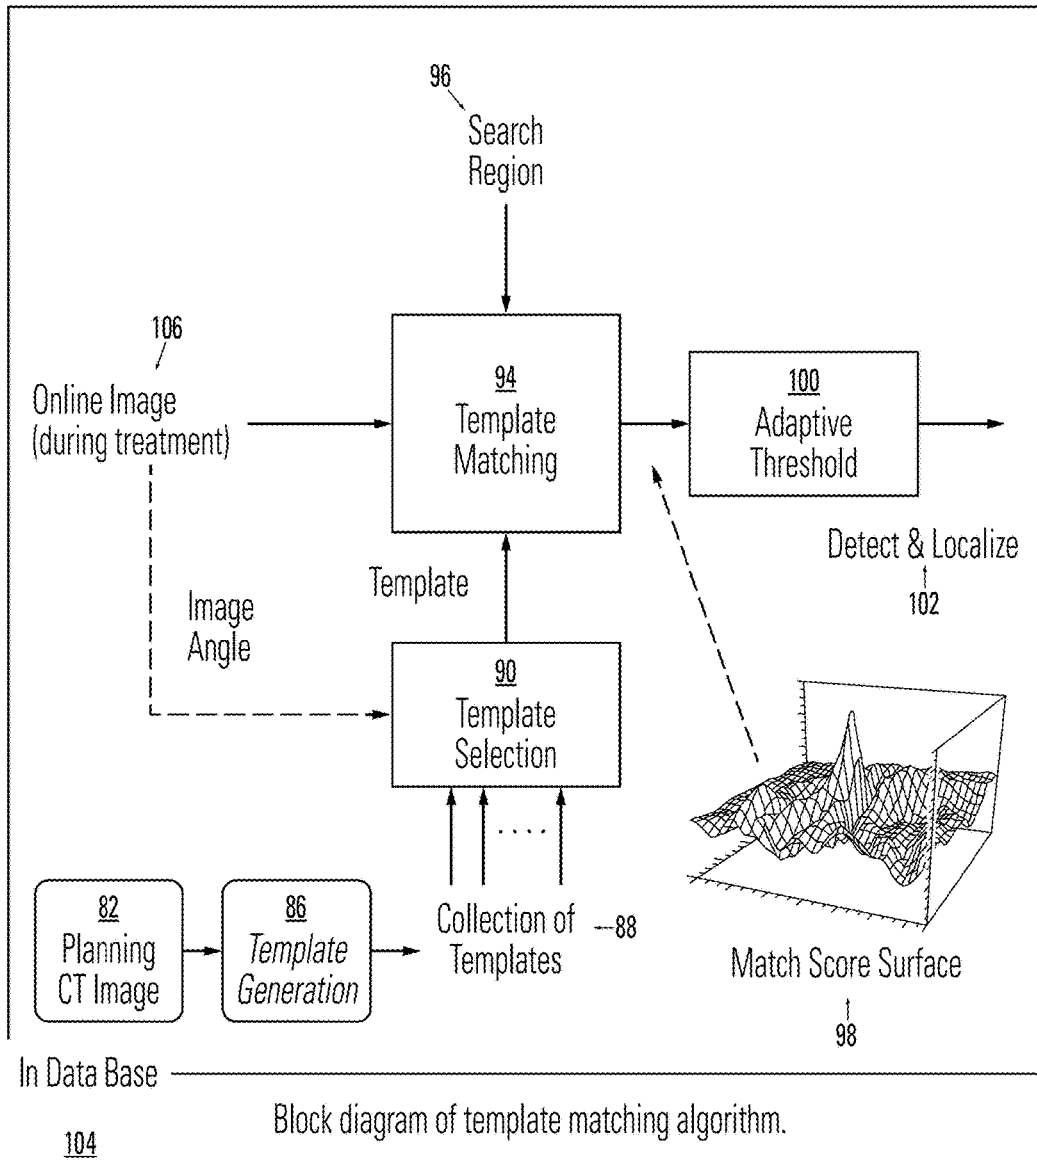 96
Search
Region
106
Online Image
(during treatment)
94
Template
Matching
100
Adaptive
Threshold
Detect & Localize
102
Template
Image
Angle
90
Template
Selection
. . . .
82
Planning
CT Image
86
Template
Generation
Collection of
Templates
88
Match Score Surface
98
In Data Base
Block diagram of template matching algorithm.
104